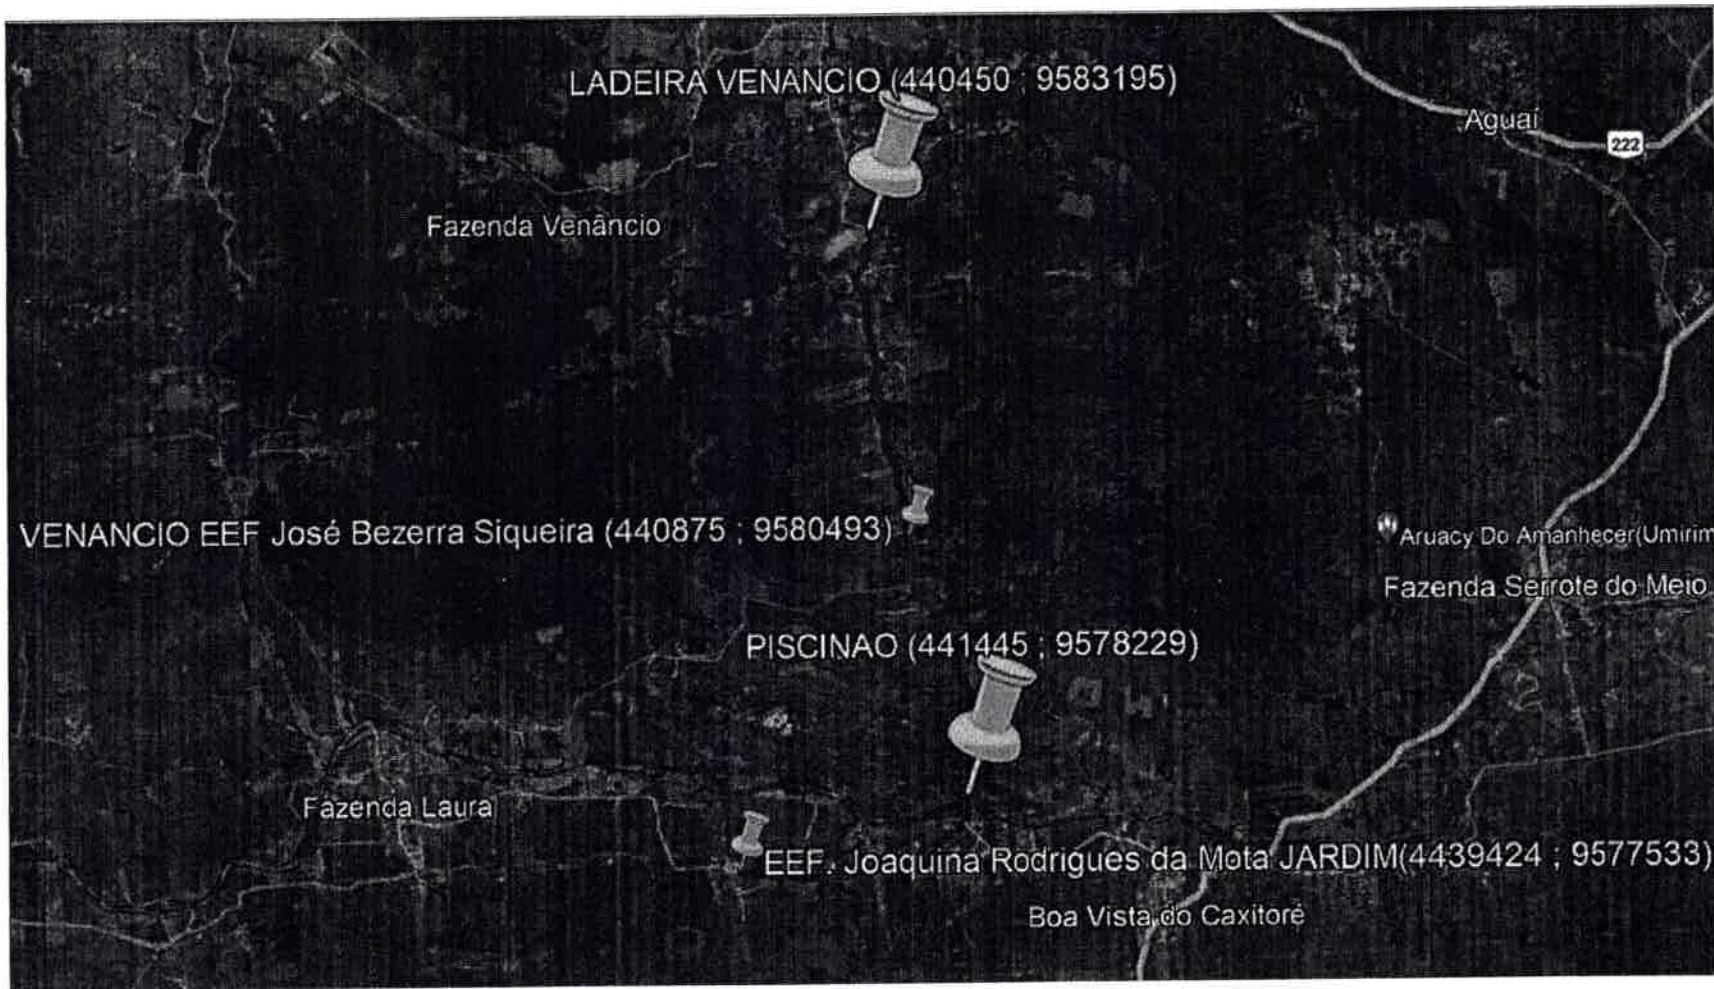 LADEIRA VENANCIO (440450 ; 9583195)
Aguaí
222
Fazenda Venâncio
VENANCIO EEF José Bezerra Siqueira (440875 ; 9580493)
Aruacy Do Amanhecer(Umirim
Fazenda Serrote do Meio
PISCINAO (441445 ; 9578229)
Fazenda Laura
EEF. Joaquina Rodrigues da Mota JARDIM(4439424 ; 9577533)
Boa Vista do Caxitoré